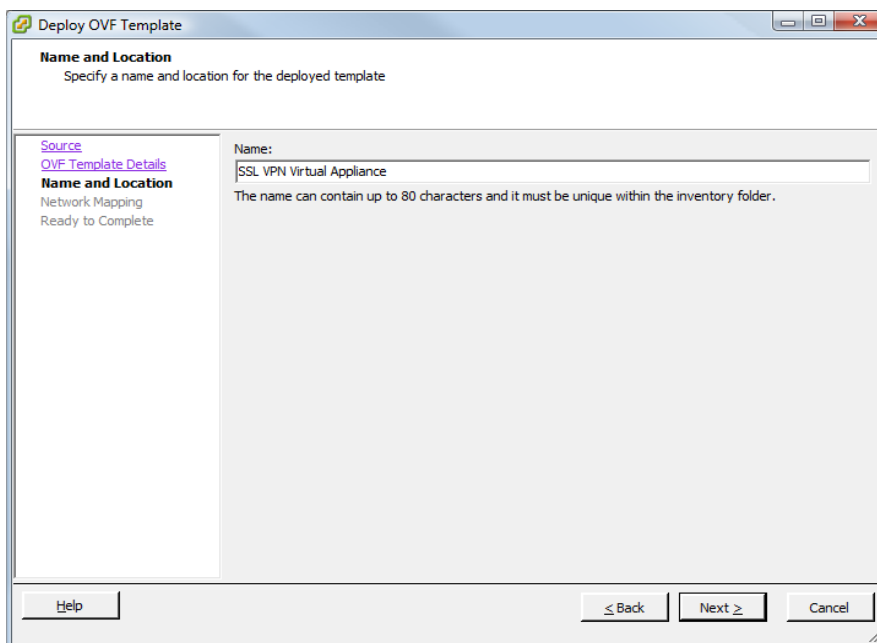 Deploy OVF Template
Name and Location
Specify a name and location for the deployed template
Source
OVF Template Details
Name and Location
Network Mapping
Ready to Complete
Name:
SSL VPN Virtual Appliance
The name can contain up to 80 characters and it must be unique within the inventory folder.
Help
< Back
Next >
Cancel